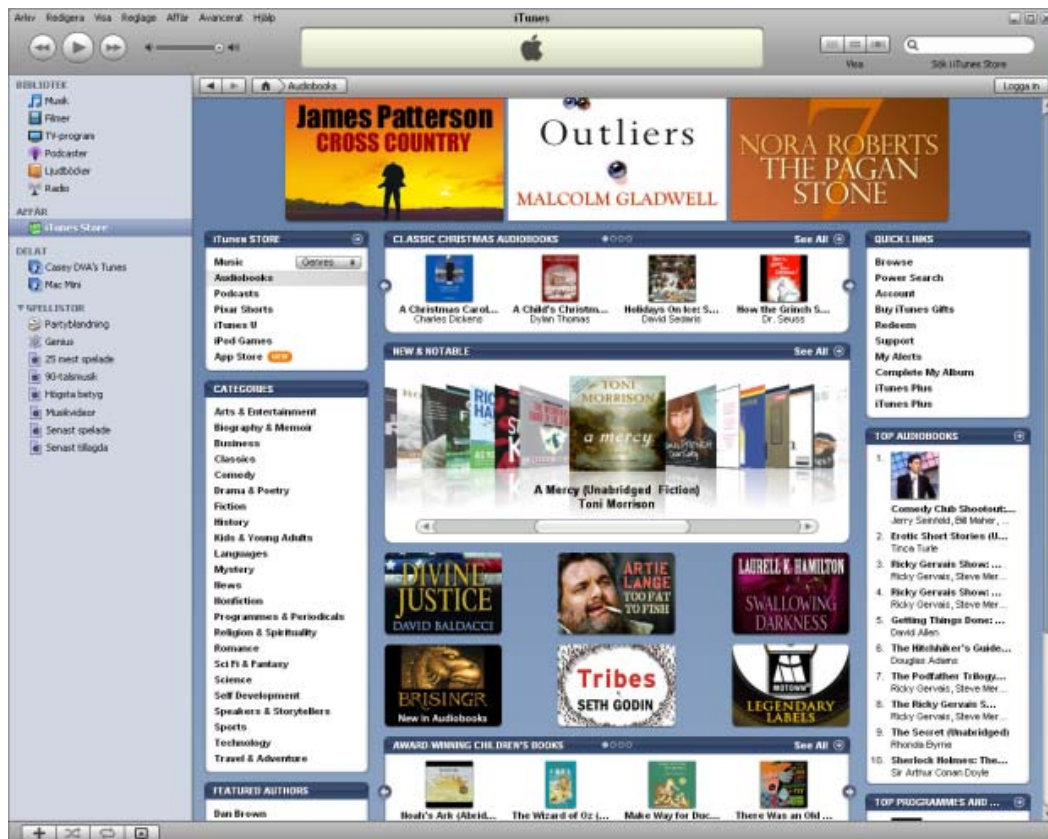 Arkiv Redigera Visa Reglage Affär Avancerat Hjälp
iTunes
Visa
Sök i iTunes Store
BIBLIOTEK
Musik
Filmer
TV-program
Podcaster
Ljudböcker
Radio
AFFÄR
iTunes Store
DELAT
Casey DVA's Tunes
Mac Mini
SPELLISTOR
Partyblandning
Genius
25 mest spelade
90-talsmusik
Högsta betyg
Musikvideor
Senast spelade
Senast tillagda
Audiobooks
Logga in
James Patterson
CROSS COUNTRY
Outliers
MALCOLM GLADWELL
7
NORA ROBERTS
THE PAGAN
STONE
iTunes STORE
Music Genres
Audiobooks
Podcasts
Pixar Shorts
iTunes U
iPod Games
App Store NEW
CATEGORIES
Arts & Entertainment
Biography & Memoir
Business
Classics
Comedy
Drama & Poetry
Fiction
History
Kids & Young Adults
Languages
Mystery
News
Nonfiction
Programmes & Periodicals
Religion & Spirituality
Romance
Sci Fi & Fantasy
Science
Self Development
Speakers & Storytellers
Sports
Technology
Travel & Adventure
FEATURED AUTHORS
Dan Brown
CLASSIC CHRISTMAS AUDIOBOOKS See All
A Christmas Carol...
Charles Dickens
A Child's Christm...
Dylan Thomas
Holidays On Ice: S...
David Sedaris
How the Grinch S...
Dr. Seuss
NEW & NOTABLE See All
TONI
MORRISON
a mercy
A Mercy (Unabridged Fiction)
Toni Morrison
DIVINE
JUSTICE
DAVID BALDACCI
ARTIE
LANGE
TOO FAT
TO FISH
LAURELL K. HAMILTON
SWALLOWING
DARKNESS
BRISINGR
New in Audiobooks
Tribes
SETH GODIN
MOTOWN
LEGENDARY
LABELS
AWARD-WINNING CHILDREN'S BOOKS See All
Noah's Ark (Abrid...
The Wizard of Oz (...
Make Way for Duc...
There Was an Old ...
QUICK LINKS
Browse
Power Search
Account
Buy iTunes Gifts
Redeem
Support
My Alerts
Complete My Album
iTunes Plus
iTunes Plus
TOP AUDIOBOOKS
1.
Comedy Club Shootout:...
Jerry Seinfeld, Bill Maher, ...
2. Erotic Short Stories (U...
Tinca Turle
3. Ricky Gervais Show: ...
Ricky Gervais, Steve Mer...
4. Ricky Gervais Show: ...
Ricky Gervais, Steve Mer...
5. Getting Things Done: ...
David Allen
6. The Hitchhiker's Guide...
Douglas Adams
7. The Podfather Trilogy...
Ricky Gervais, Steve Mer...
8. The Ricky Gervais S...
Ricky Gervais, Steve Mer...
9. The Secret (Unabridged)
Rhonda Byrne
10. Sherlock Holmes: The...
Sir Arthur Conan Doyle
TOP PROGRAMMES AND ...